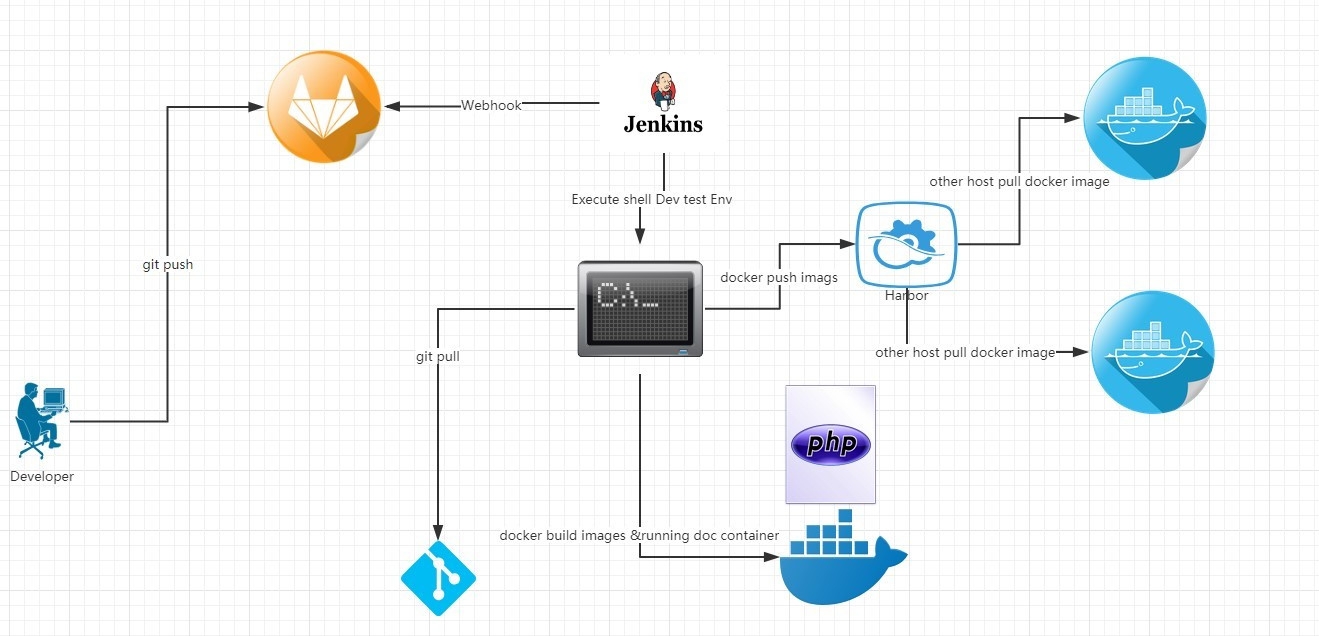 Webhook
Jenkins
other host pull docker image
Execute shell Dev test Env
git push
docker push imags
Harbor
C:\_
git pull
other host pull docker image
php
Developer
docker build images &running doc container